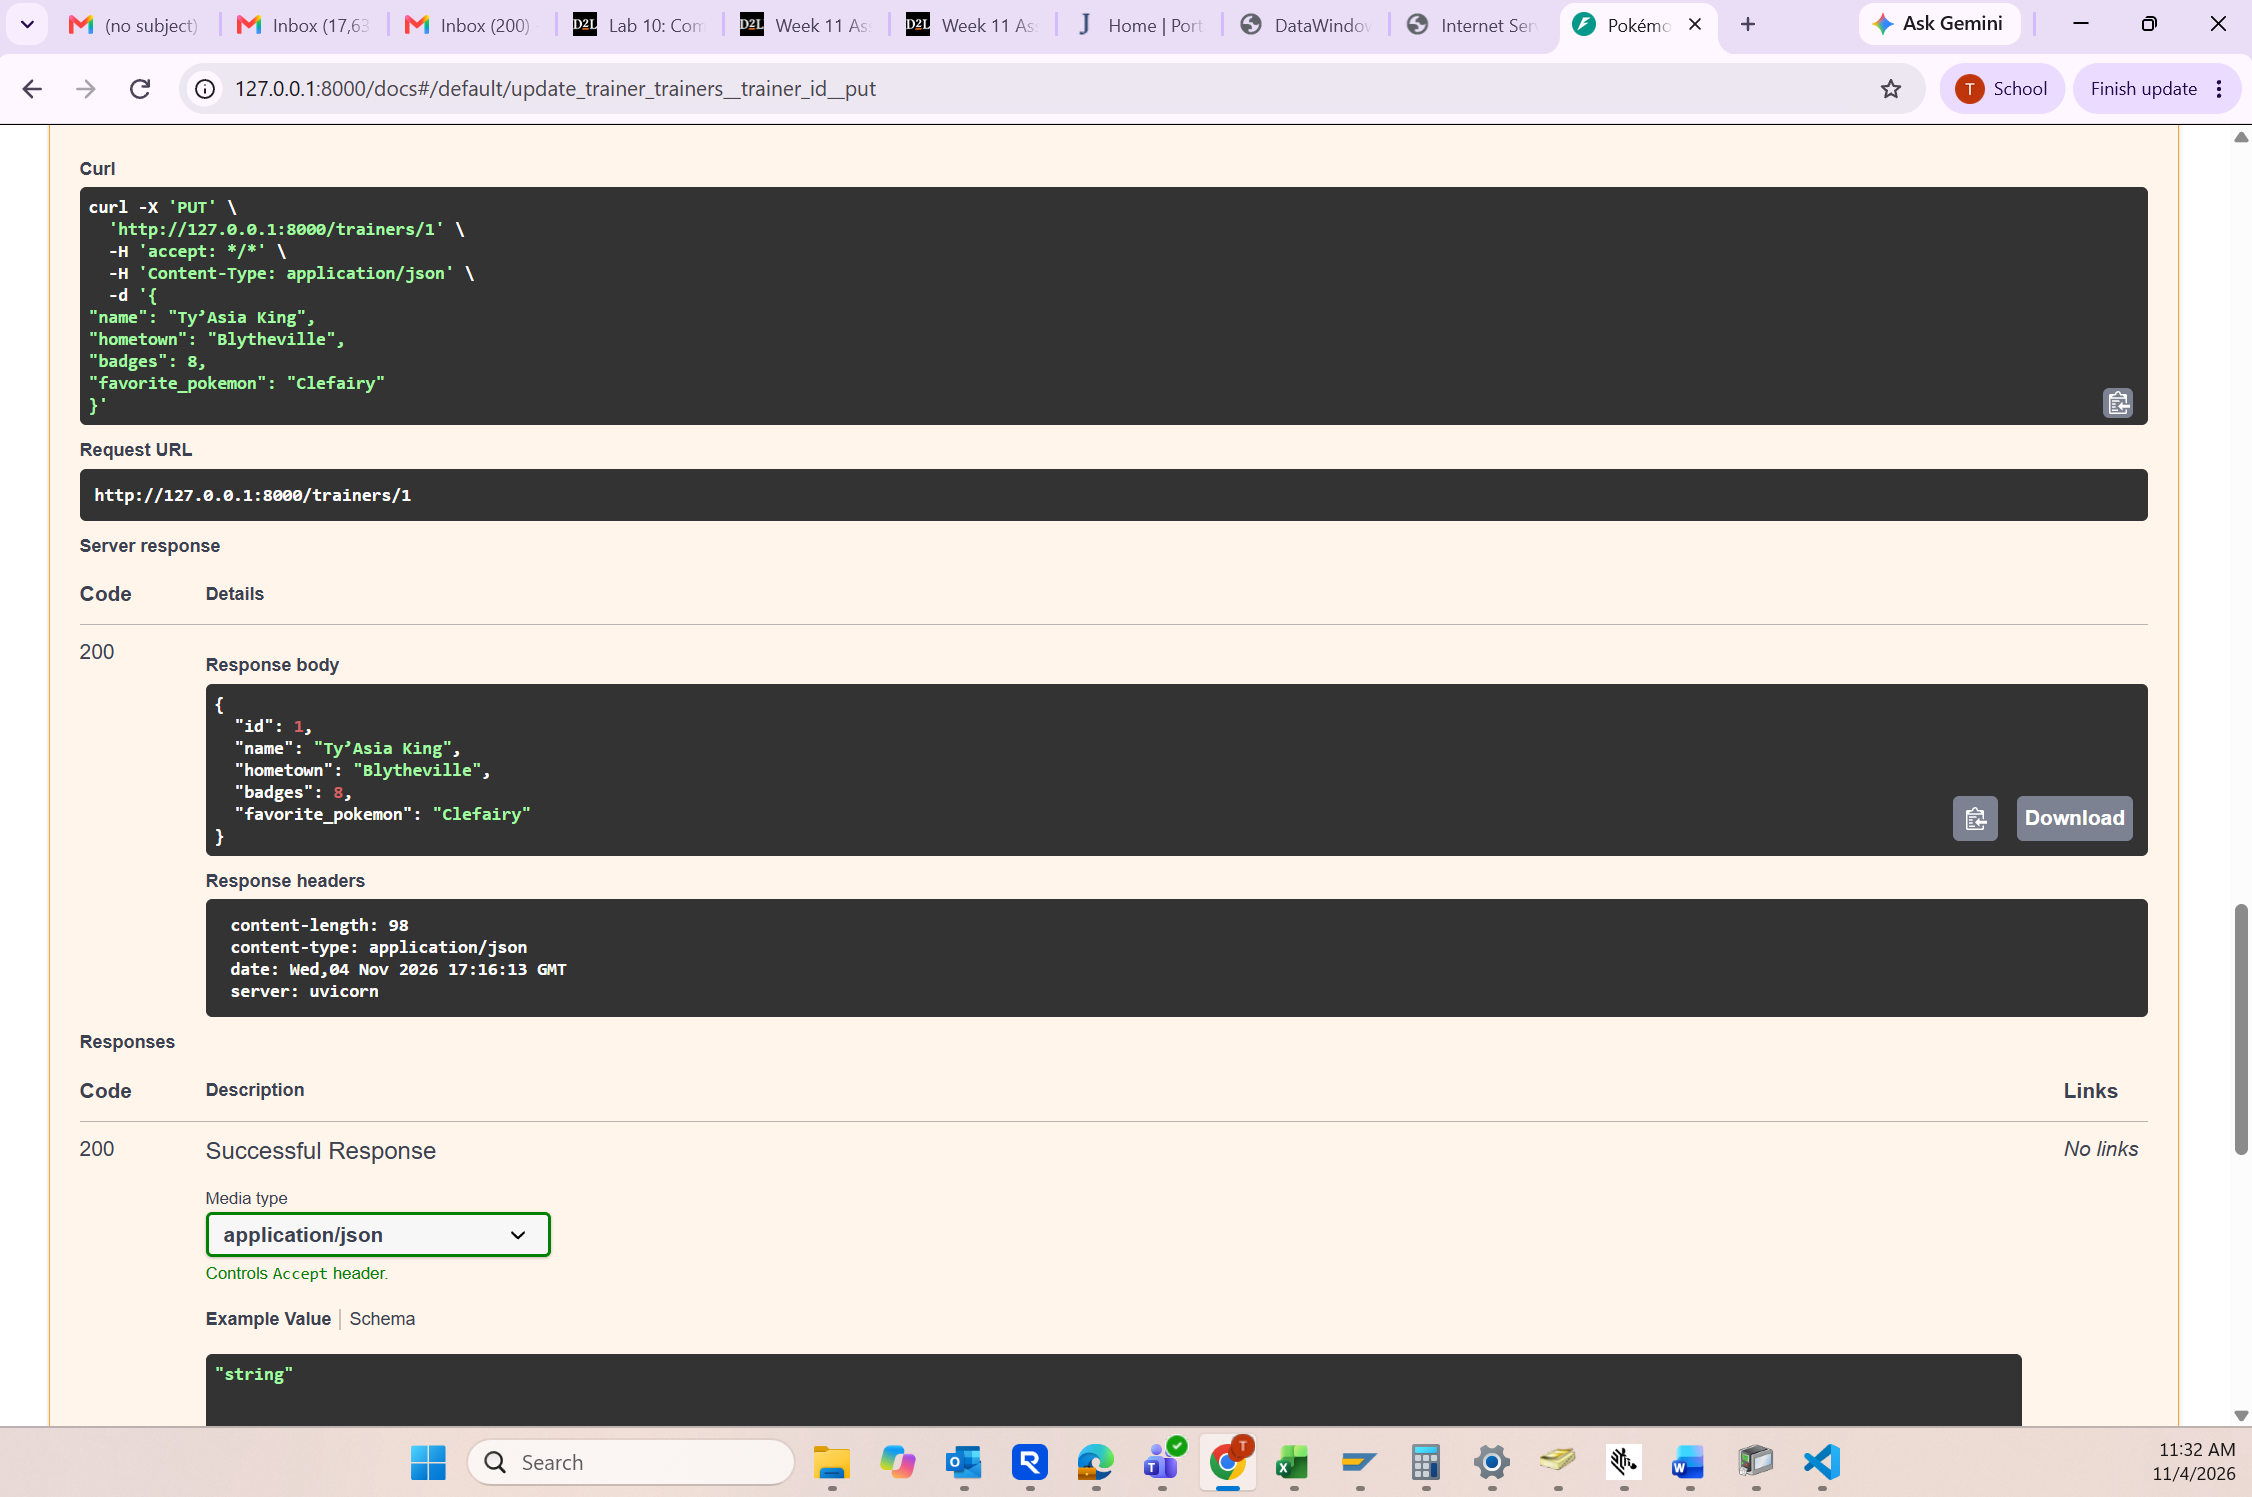 (no subject)
Inbox (17,63
Inbox (200)
D2L
Lab 10: Com
D2L
Week 11 As
D2L
Week 11 As
Home | Port
DataWindow
Internet Ser
Pokémo
Ask Gemini
127.0.0.1:8000/docs#/default/update_trainer_trainers__trainer_id__put
T
School
Finish update
Curl
curl -X 'PUT' \
'http://127.0.0.1:8000/trainers/1' \
-H 'accept: */*' \
-H 'Content-Type: application/json' \
-d '{
"name": "Ty’Asia King",
"hometown": "Blytheville",
"badges": 8,
"favorite_pokemon": "Clefairy"
}'
Request URL
http://127.0.0.1:8000/trainers/1
Server response
Code Details
200
Response body
{
"id": 1,
"name": "Ty’Asia King",
"hometown": "Blytheville",
"badges": 8,
"favorite_pokemon": "Clefairy"
}
Download
Response headers
content-length: 98
content-type: application/json
date: Wed,04 Nov 2026 17:16:13 GMT
server: uvicorn
Responses
Code Description Links
200 Successful Response No links
Media type
application/json
Controls Accept header.
Example Value Schema
"string"
Search
T
11:32 AM
11/4/2026